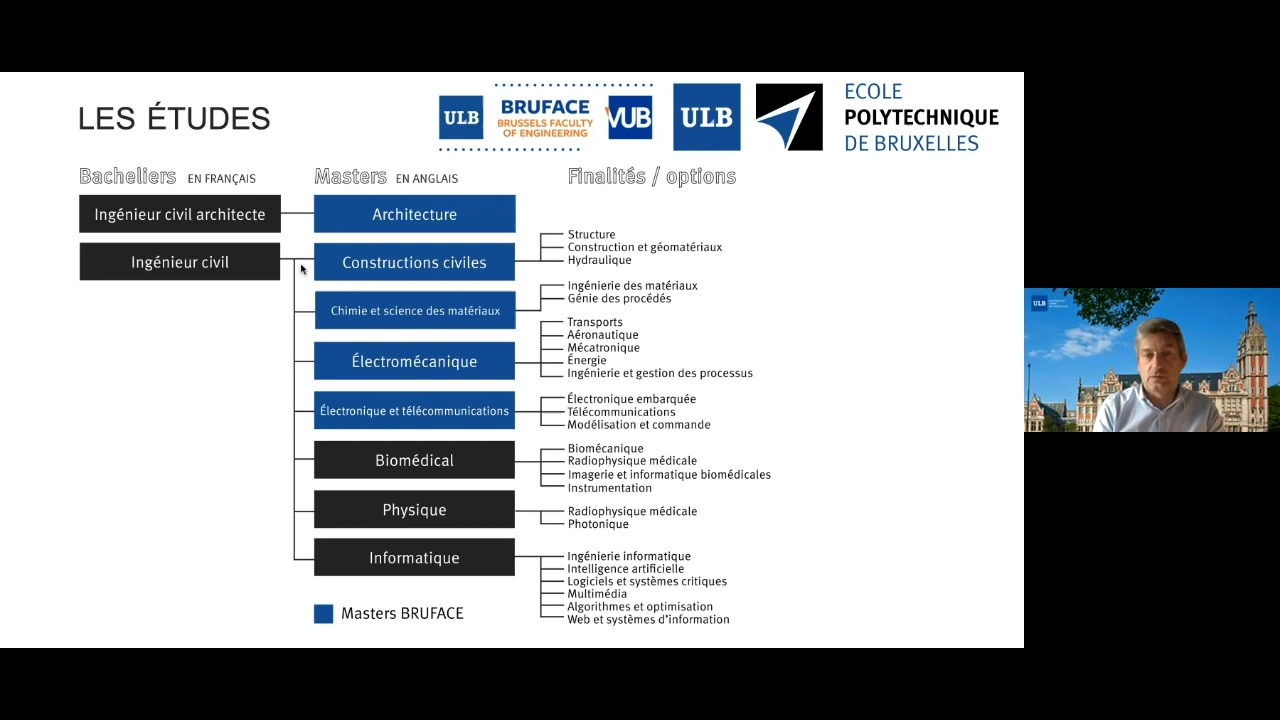 LES ÉTUDES
ULB
BRUFACE
BRUSSELS FACULTY
OF ENGINEERING
VUB
ULB
ECOLE
POLYTECHNIQUE
DE BRUXELLES
Bacheliers EN FRANÇAIS
Masters EN ANGLAIS
Finalités / options
Ingénieur civil architecte
Architecture
Ingénieur civil
Constructions civiles
Structure
Construction et géomatériaux
Hydraulique
Chimie et science des matériaux
Ingénierie des matériaux
Génie des procédés
Électromécanique
Transports
Aéronautique
Mécatronique
Énergie
Ingénierie et gestion des processus
Électronique et télécommunications
Électronique embarquée
Télécommunications
Modélisation et commande
Biomédical
Biomécanique
Radiophysique médicale
Imagerie et informatique biomédicales
Instrumentation
Physique
Radiophysique médicale
Photonique
Informatique
Ingénierie informatique
Intelligence artificielle
Logiciels et systèmes critiques
Multimédia
Algorithmes et optimisation
Web et systèmes d'information
Masters BRUFACE
ULB